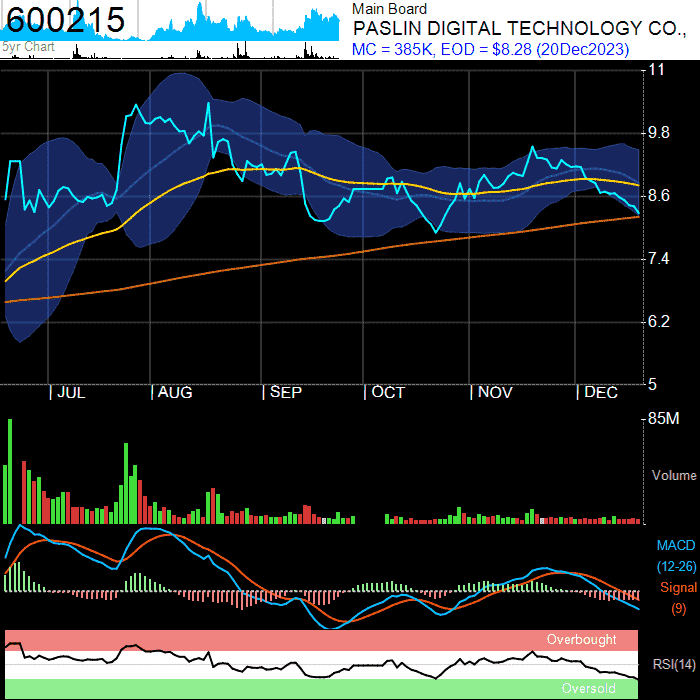 600215
5yr Chart
Main Board
PASLIN DIGITAL TECHNOLOGY CO.,
MC = 385K, EOD = $8.28 (20Dec2023)
11
9.8
8.6
7.4
6.2
5
JUL
AUG
SEP
OCT
NOV
DEC
85M
Volume
MACD
(12-26)
Signal
(9)
Overbought
RSI(14)
Oversold